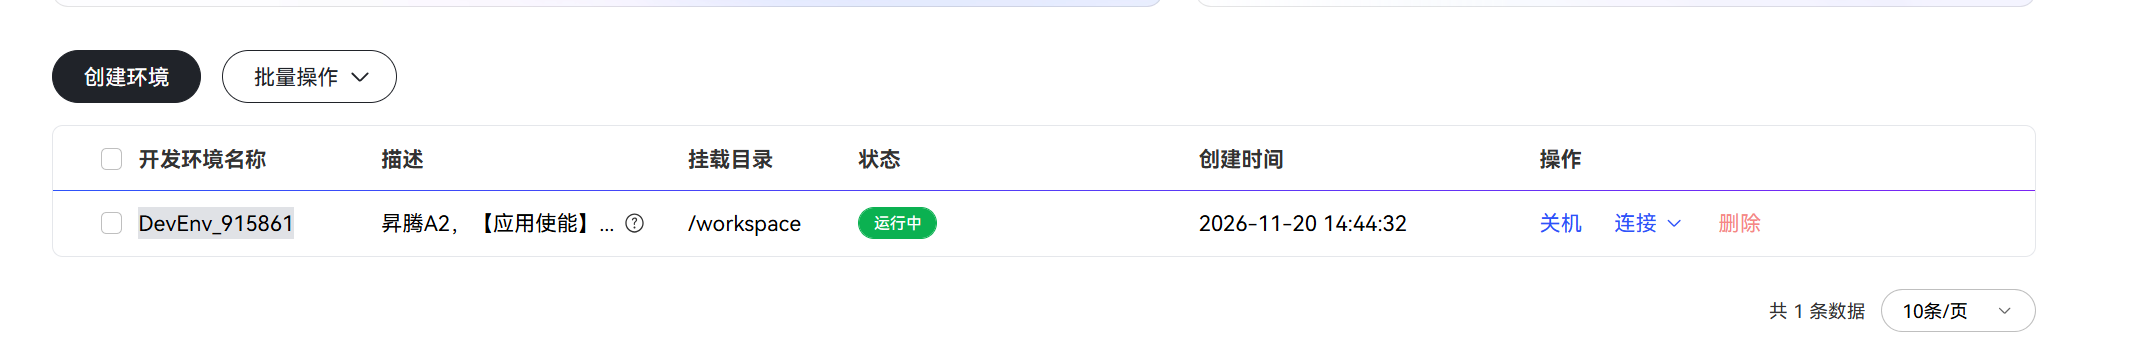 创建环境 批量操作
开发环境名称 描述 挂载目录 状态 创建时间 操作
DevEnv_915861 昇腾A2，【应用使能】... /workspace 运行中 2026-11-20 14:44:32 关机 连接 删除
共 1 条数据 10条/页